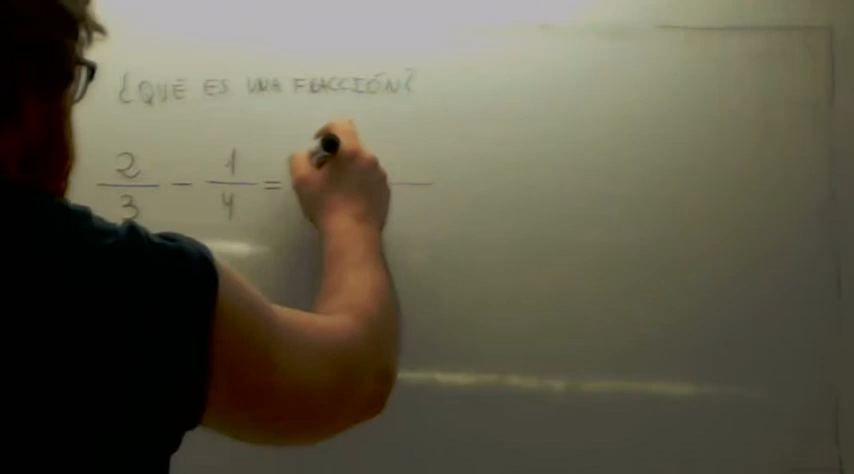 ¿QUÉ ES UNA FRACCIÓN?
2/3 - 1/4 =